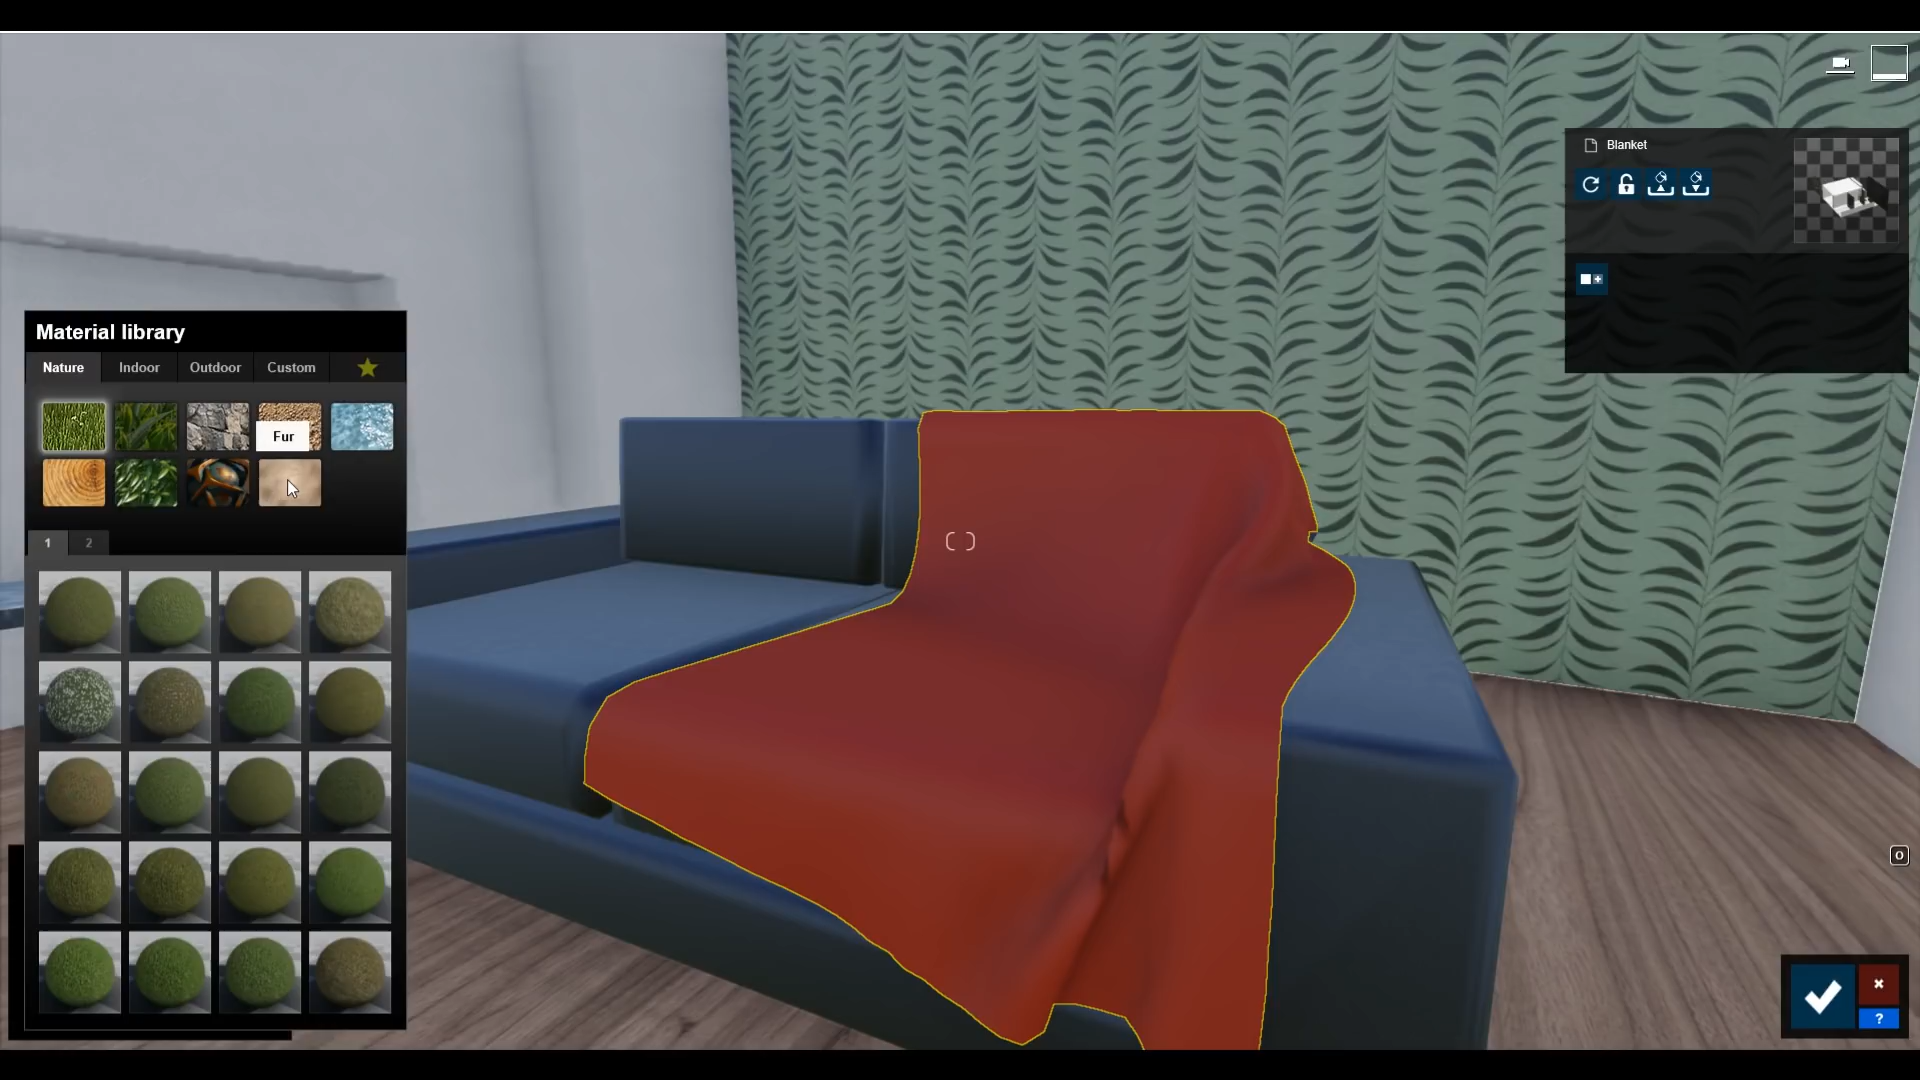 Blanket
Material library
Nature Indoor Outdoor Custom
Fur
1 2
O
?